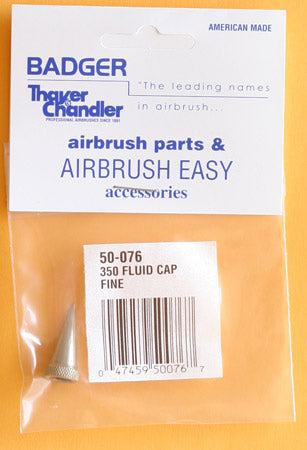 AMERICAN MADE
BADGER
Thayer & Chandler
PROFESSIONAL AIRBRUSHES SINCE 1891
"The leading names
in airbrush...
airbrush parts &
AIRBRUSH EASY
accessories
50-076
350 FLUID CAP
FINE
0 47459 50076 7